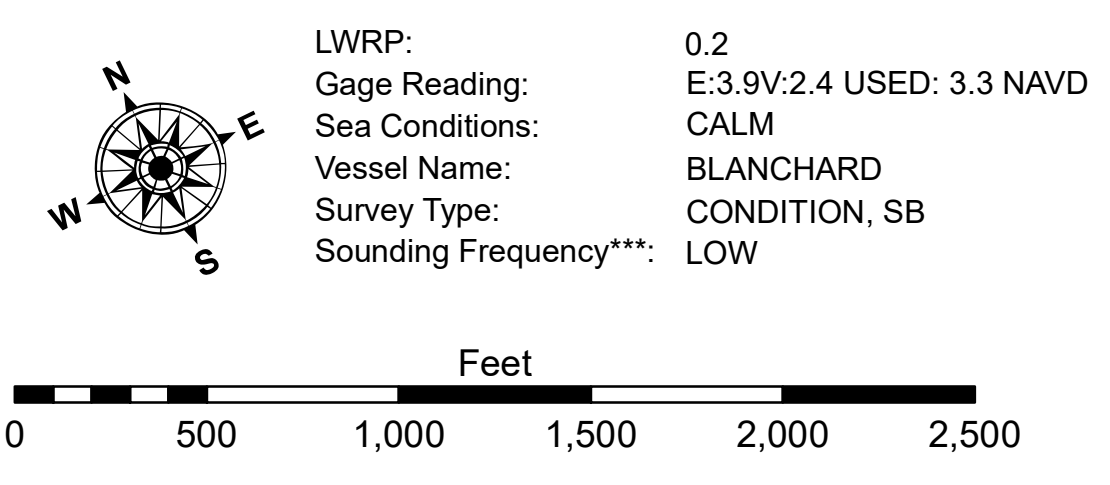 N
E
W
S
LWRP: 0.2
Gage Reading: E:3.9V:2.4 USED: 3.3 NAVD
Sea Conditions: CALM
Vessel Name: BLANCHARD
Survey Type: CONDITION, SB
Sounding Frequency***: LOW
Feet
0 500 1,000 1,500 2,000 2,500